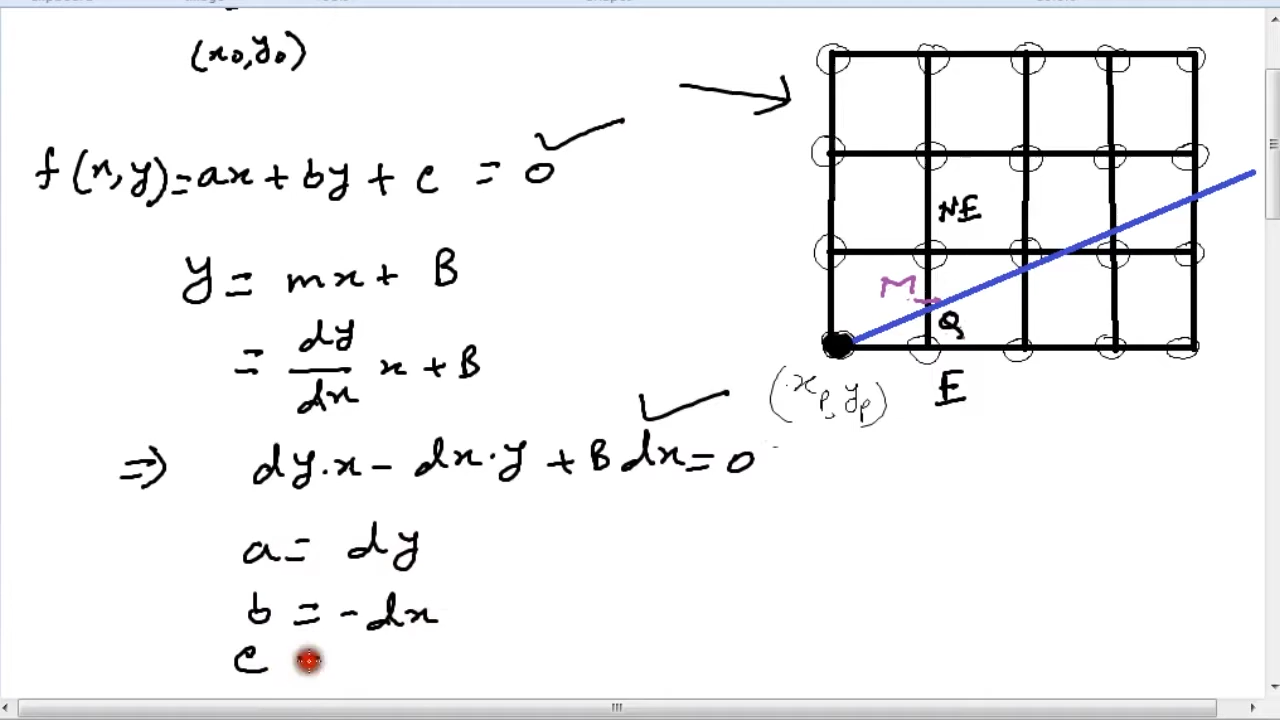 (x₀,y₀)
f(x,y)=ax+by+c = 0
y = mx + B
= dy/dx x + B
⇒ dy.x - dx.y + B dx = 0
a = dy
b = -dx
c
NE
M
Q
(xp, yp)
E